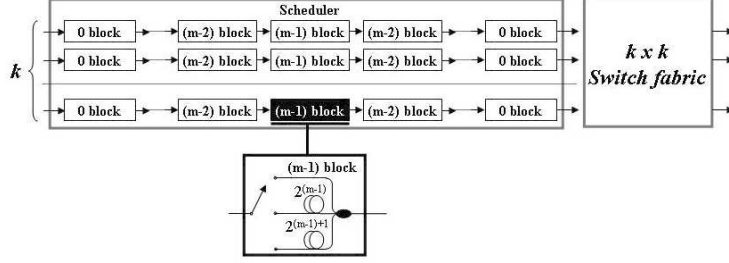 Scheduler
0 block (m-2) block (m-1) block (m-2) block 0 block
0 block (m-2) block (m-1) block (m-2) block 0 block
0 block (m-2) block (m-1) block (m-2) block 0 block
k
k x k
Switch fabric
(m-1) block
2(m-1)
2(m-1)+1